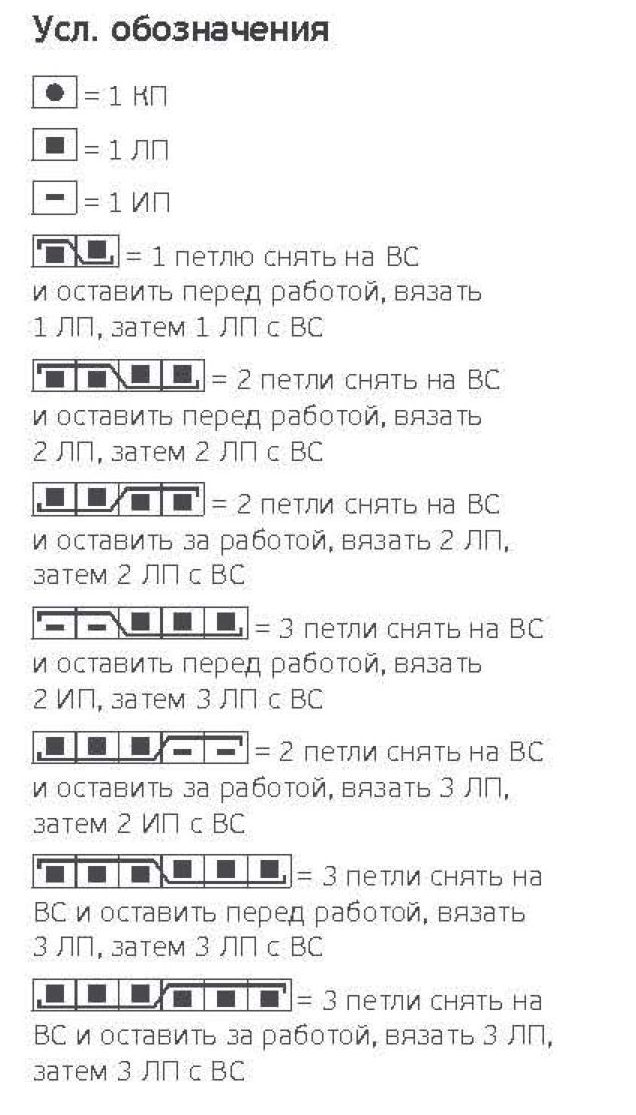 Усл. обозначения
= 1 КП
= 1 ЛП
= 1 ИП
= 1 петлю снять на ВС
и оставить перед работой, вязать
1 ЛП, затем 1 ЛП с ВС
= 2 петли снять на ВС
и оставить перед работой, вязать
2 ЛП, затем 2 ЛП с ВС
= 2 петли снять на ВС
и оставить за работой, вязать 2 ЛП,
затем 2 ЛП с ВС
= 3 петли снять на ВС
и оставить перед работой, вязать
2 ИП, затем 3 ЛП с ВС
= 2 петли снять на ВС
и оставить за работой, вязать 3 ЛП,
затем 2 ИП с ВС
= 3 петли снять на
ВС и оставить перед работой, вязать
3 ЛП, затем 3 ЛП с ВС
= 3 петли снять на
ВС и оставить за работой, вязать 3 ЛП,
затем 3 ЛП с ВС